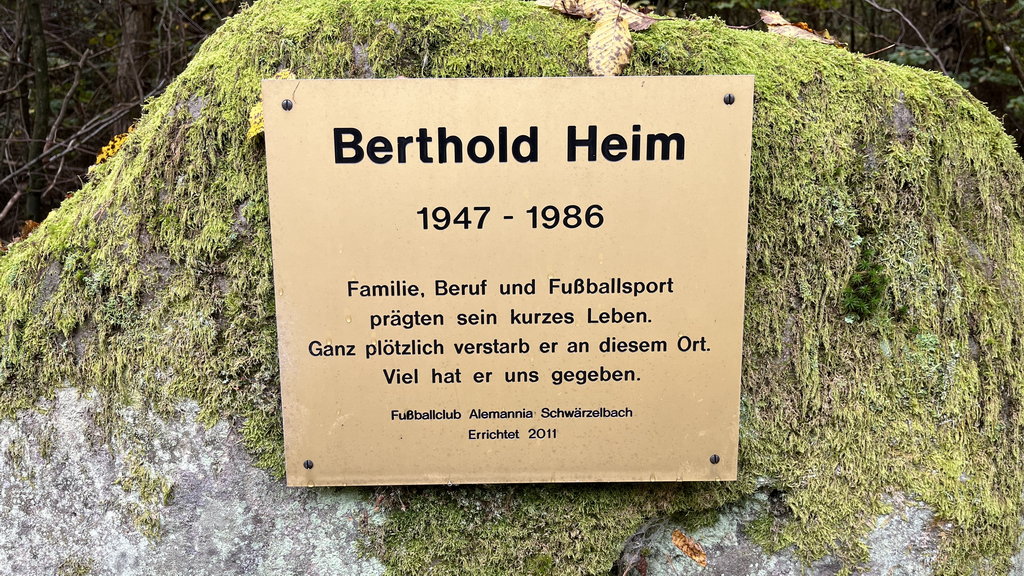 Berthold Heim
1947 - 1986
Familie, Beruf und Fußballsport
prägten sein kurzes Leben.
Ganz plötzlich verstarb er an diesem Ort.
Viel hat er uns gegeben.
Fußballclub Alemannia Schwärzelbach
Errichtet 2011